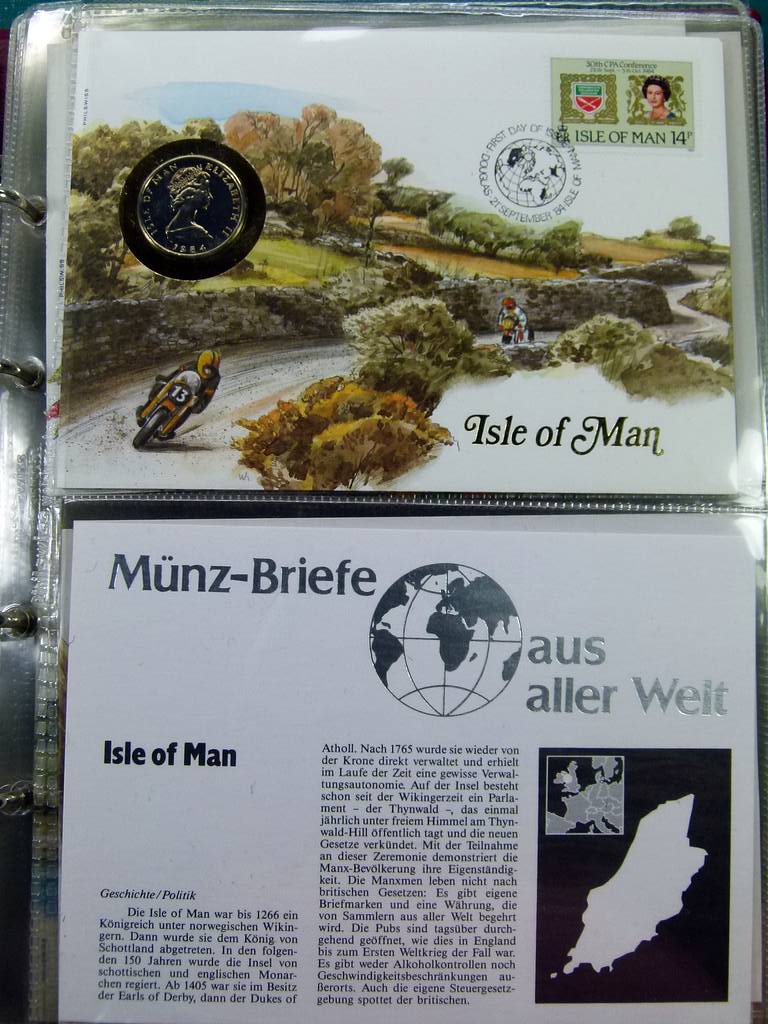 PHILSWISS
30th CPA Conference
ISLE OF MAN 14P
DOUGLAS FIRST DAY OF ISSUE
21 SEPTEMBER 84 ISLE OF MAN
ISLE OF MAN ELIZABETH II
1984
PHILSWISS
13
Isle of Man
Münz-Briefe
aus
aller Welt
Isle of Man
Geschichte/Politik
Die Isle of Man war bis 1266 ein
Königreich unter norwegischen Wikin-
gern. Dann wurde sie dem König von
Schottland abgetreten. In den folgen-
den 150 Jahren wurde die Insel von
schottischen und englischen Monar-
chen regiert. Ab 1405 war sie im Besitz
der Earls of Derby, dann der Dukes of
Atholl. Nach 1765 wurde sie wieder von
der Krone direkt verwaltet und erhielt
im Laufe der Zeit eine gewisse Verwal-
tungsautonomie. Auf der Insel besteht
schon seit der Wikingerzeit ein Parla-
ment – der Thynwald –, das einmal
jährlich unter freiem Himmel am Thyn-
wald-Hill öffentlich tagt und die neuen
Gesetze verkündet. Mit der Teilnahme
an dieser Zeremonie demonstriert die
Manx-Bevölkerung ihre Eigenständig-
keit. Die Manxmen leben nicht nach
britischen Gesetzen: Es gibt eigene
Briefmarken und eine Währung, die
von Sammlern aus aller Welt begehrt
wird. Die Pubs sind tagsüber durch-
gehend geöffnet, wie dies in England
bis zum Ersten Weltkrieg der Fall war.
Es gibt weder Alkoholkontrollen noch
Geschwindigkeitsbeschränkungen au-
ßerorts. Auch die eigene Steuergesetz-
gebung spottet der britischen.